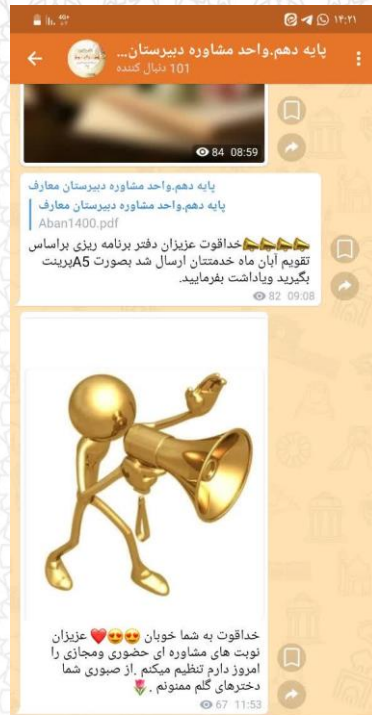 ۱۴:۲۱
پایه دهم.واحد مشاوره دبیرستان...
101 دنبال کننده
84 08:59
پایه دهم.واحد مشاوره دبیرستان معارف
پایه دهم.واحد مشاوره دبیرستان معارف
Aban1400.pdf
خداقوت عزیزان دفتر برنامه ریزی براساس
تقویم آبان ماه خدمتتان ارسال شد بصورت A5پرینت
بگیرید ویاداشت بفرمایید.
82 09:08
خداقوت به شما خوبان 😍😍❤️ عزیزان
نوبت های مشاوره ای حضوری ومجازی را
امروز دارم تنظیم میکنم .از صبوری شما
دخترهای گلم ممنونم .🌷
67 11:53